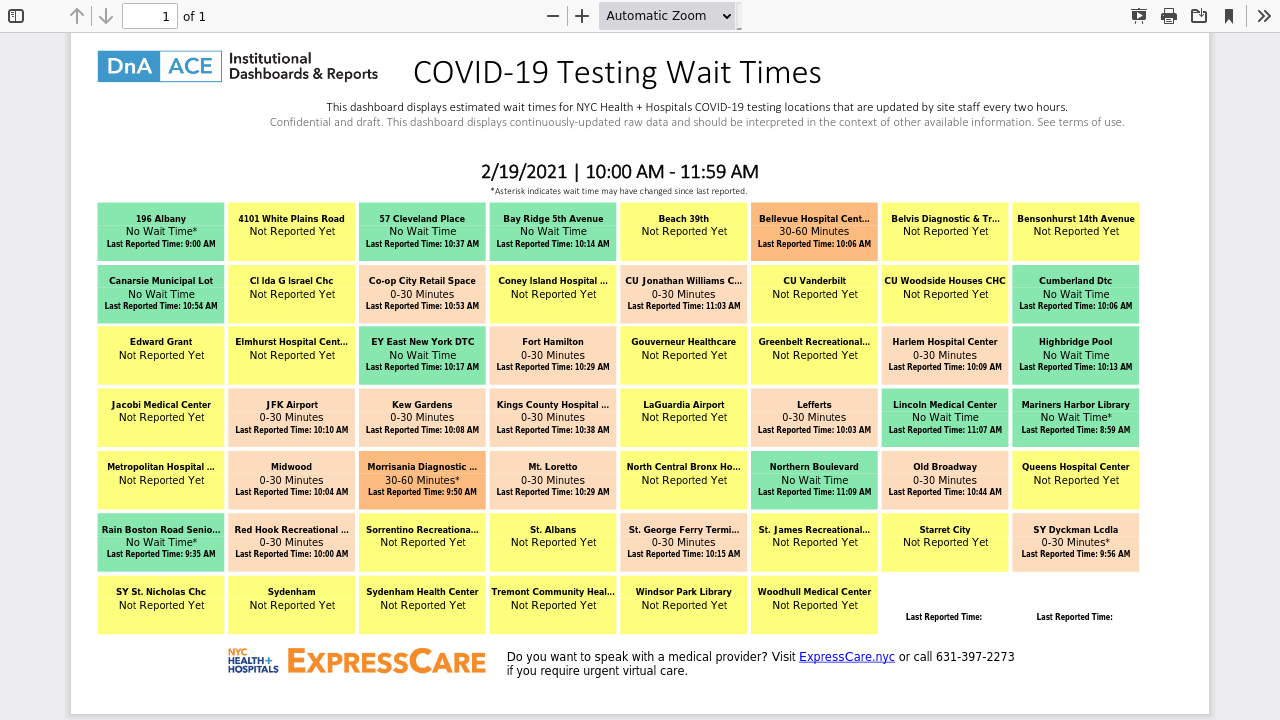 1 of 1
Automatic Zoom
DnA ACE Institutional
Dashboards & Reports
COVID-19 Testing Wait Times
This dashboard displays estimated wait times for NYC Health + Hospitals COVID-19 testing locations that are updated by site staff every two hours.
Confidential and draft. This dashboard displays continuously-updated raw data and should be interpreted in the context of other available information. See terms of use.
2/19/2021 | 10:00 AM - 11:59 AM
*Asterisk indicates wait time may have changed since last reported.
196 Albany
No Wait Time*
Last Reported Time: 9:00 AM
4101 White Plains Road
Not Reported Yet
57 Cleveland Place
No Wait Time
Last Reported Time: 10:37 AM
Bay Ridge 5th Avenue
No Wait Time
Last Reported Time: 10:14 AM
Beach 39th
Not Reported Yet
Bellevue Hospital Cent...
30-60 Minutes
Last Reported Time: 10:06 AM
Belvis Diagnostic & Tr...
Not Reported Yet
Bensonhurst 14th Avenue
Not Reported Yet
Canarsie Municipal Lot
No Wait Time
Last Reported Time: 10:54 AM
Cl Ida G Israel Chc
Not Reported Yet
Co-op City Retail Space
0-30 Minutes
Last Reported Time: 10:53 AM
Coney Island Hospital ...
Not Reported Yet
CU Jonathan Williams C...
0-30 Minutes
Last Reported Time: 11:03 AM
CU Vanderbilt
Not Reported Yet
CU Woodside Houses CHC
Not Reported Yet
Cumberland Dtc
No Wait Time
Last Reported Time: 10:06 AM
Edward Grant
Not Reported Yet
Elmhurst Hospital Cent...
Not Reported Yet
EY East New York DTC
No Wait Time
Last Reported Time: 10:17 AM
Fort Hamilton
0-30 Minutes
Last Reported Time: 10:29 AM
Gouverneur Healthcare
Not Reported Yet
Greenbelt Recreational...
Not Reported Yet
Harlem Hospital Center
0-30 Minutes
Last Reported Time: 10:09 AM
Highbridge Pool
No Wait Time
Last Reported Time: 10:13 AM
Jacobi Medical Center
Not Reported Yet
JFK Airport
0-30 Minutes
Last Reported Time: 10:10 AM
Kew Gardens
0-30 Minutes
Last Reported Time: 10:08 AM
Kings County Hospital ...
0-30 Minutes
Last Reported Time: 10:38 AM
LaGuardia Airport
Not Reported Yet
Lefferts
0-30 Minutes
Last Reported Time: 10:03 AM
Lincoln Medical Center
No Wait Time
Last Reported Time: 11:07 AM
Mariners Harbor Library
No Wait Time*
Last Reported Time: 8:59 AM
Metropolitan Hospital ...
Not Reported Yet
Midwood
0-30 Minutes
Last Reported Time: 10:04 AM
Morrisania Diagnostic ...
30-60 Minutes*
Last Reported Time: 9:50 AM
Mt. Loretto
0-30 Minutes
Last Reported Time: 10:29 AM
North Central Bronx Ho...
Not Reported Yet
Northern Boulevard
No Wait Time
Last Reported Time: 11:09 AM
Old Broadway
0-30 Minutes
Last Reported Time: 10:44 AM
Queens Hospital Center
Not Reported Yet
Rain Boston Road Senio...
No Wait Time*
Last Reported Time: 9:35 AM
Red Hook Recreational ...
0-30 Minutes
Last Reported Time: 10:00 AM
Sorrentino Recreationa...
Not Reported Yet
St. Albans
Not Reported Yet
St. George Ferry Termi...
0-30 Minutes
Last Reported Time: 10:15 AM
St. James Recreational...
Not Reported Yet
Starret City
Not Reported Yet
SY Dyckman Lcdla
0-30 Minutes*
Last Reported Time: 9:56 AM
SY St. Nicholas Chc
Not Reported Yet
Sydenham
Not Reported Yet
Sydenham Health Center
Not Reported Yet
Tremont Community Heal...
Not Reported Yet
Windsor Park Library
Not Reported Yet
Woodhull Medical Center
Not Reported Yet
Last Reported Time:
Last Reported Time:
NYC
HEALTH+
HOSPITALS
EXPRESSCARE
Do you want to speak with a medical provider? Visit ExpressCare.nyc or call 631-397-2273
if you require urgent virtual care.